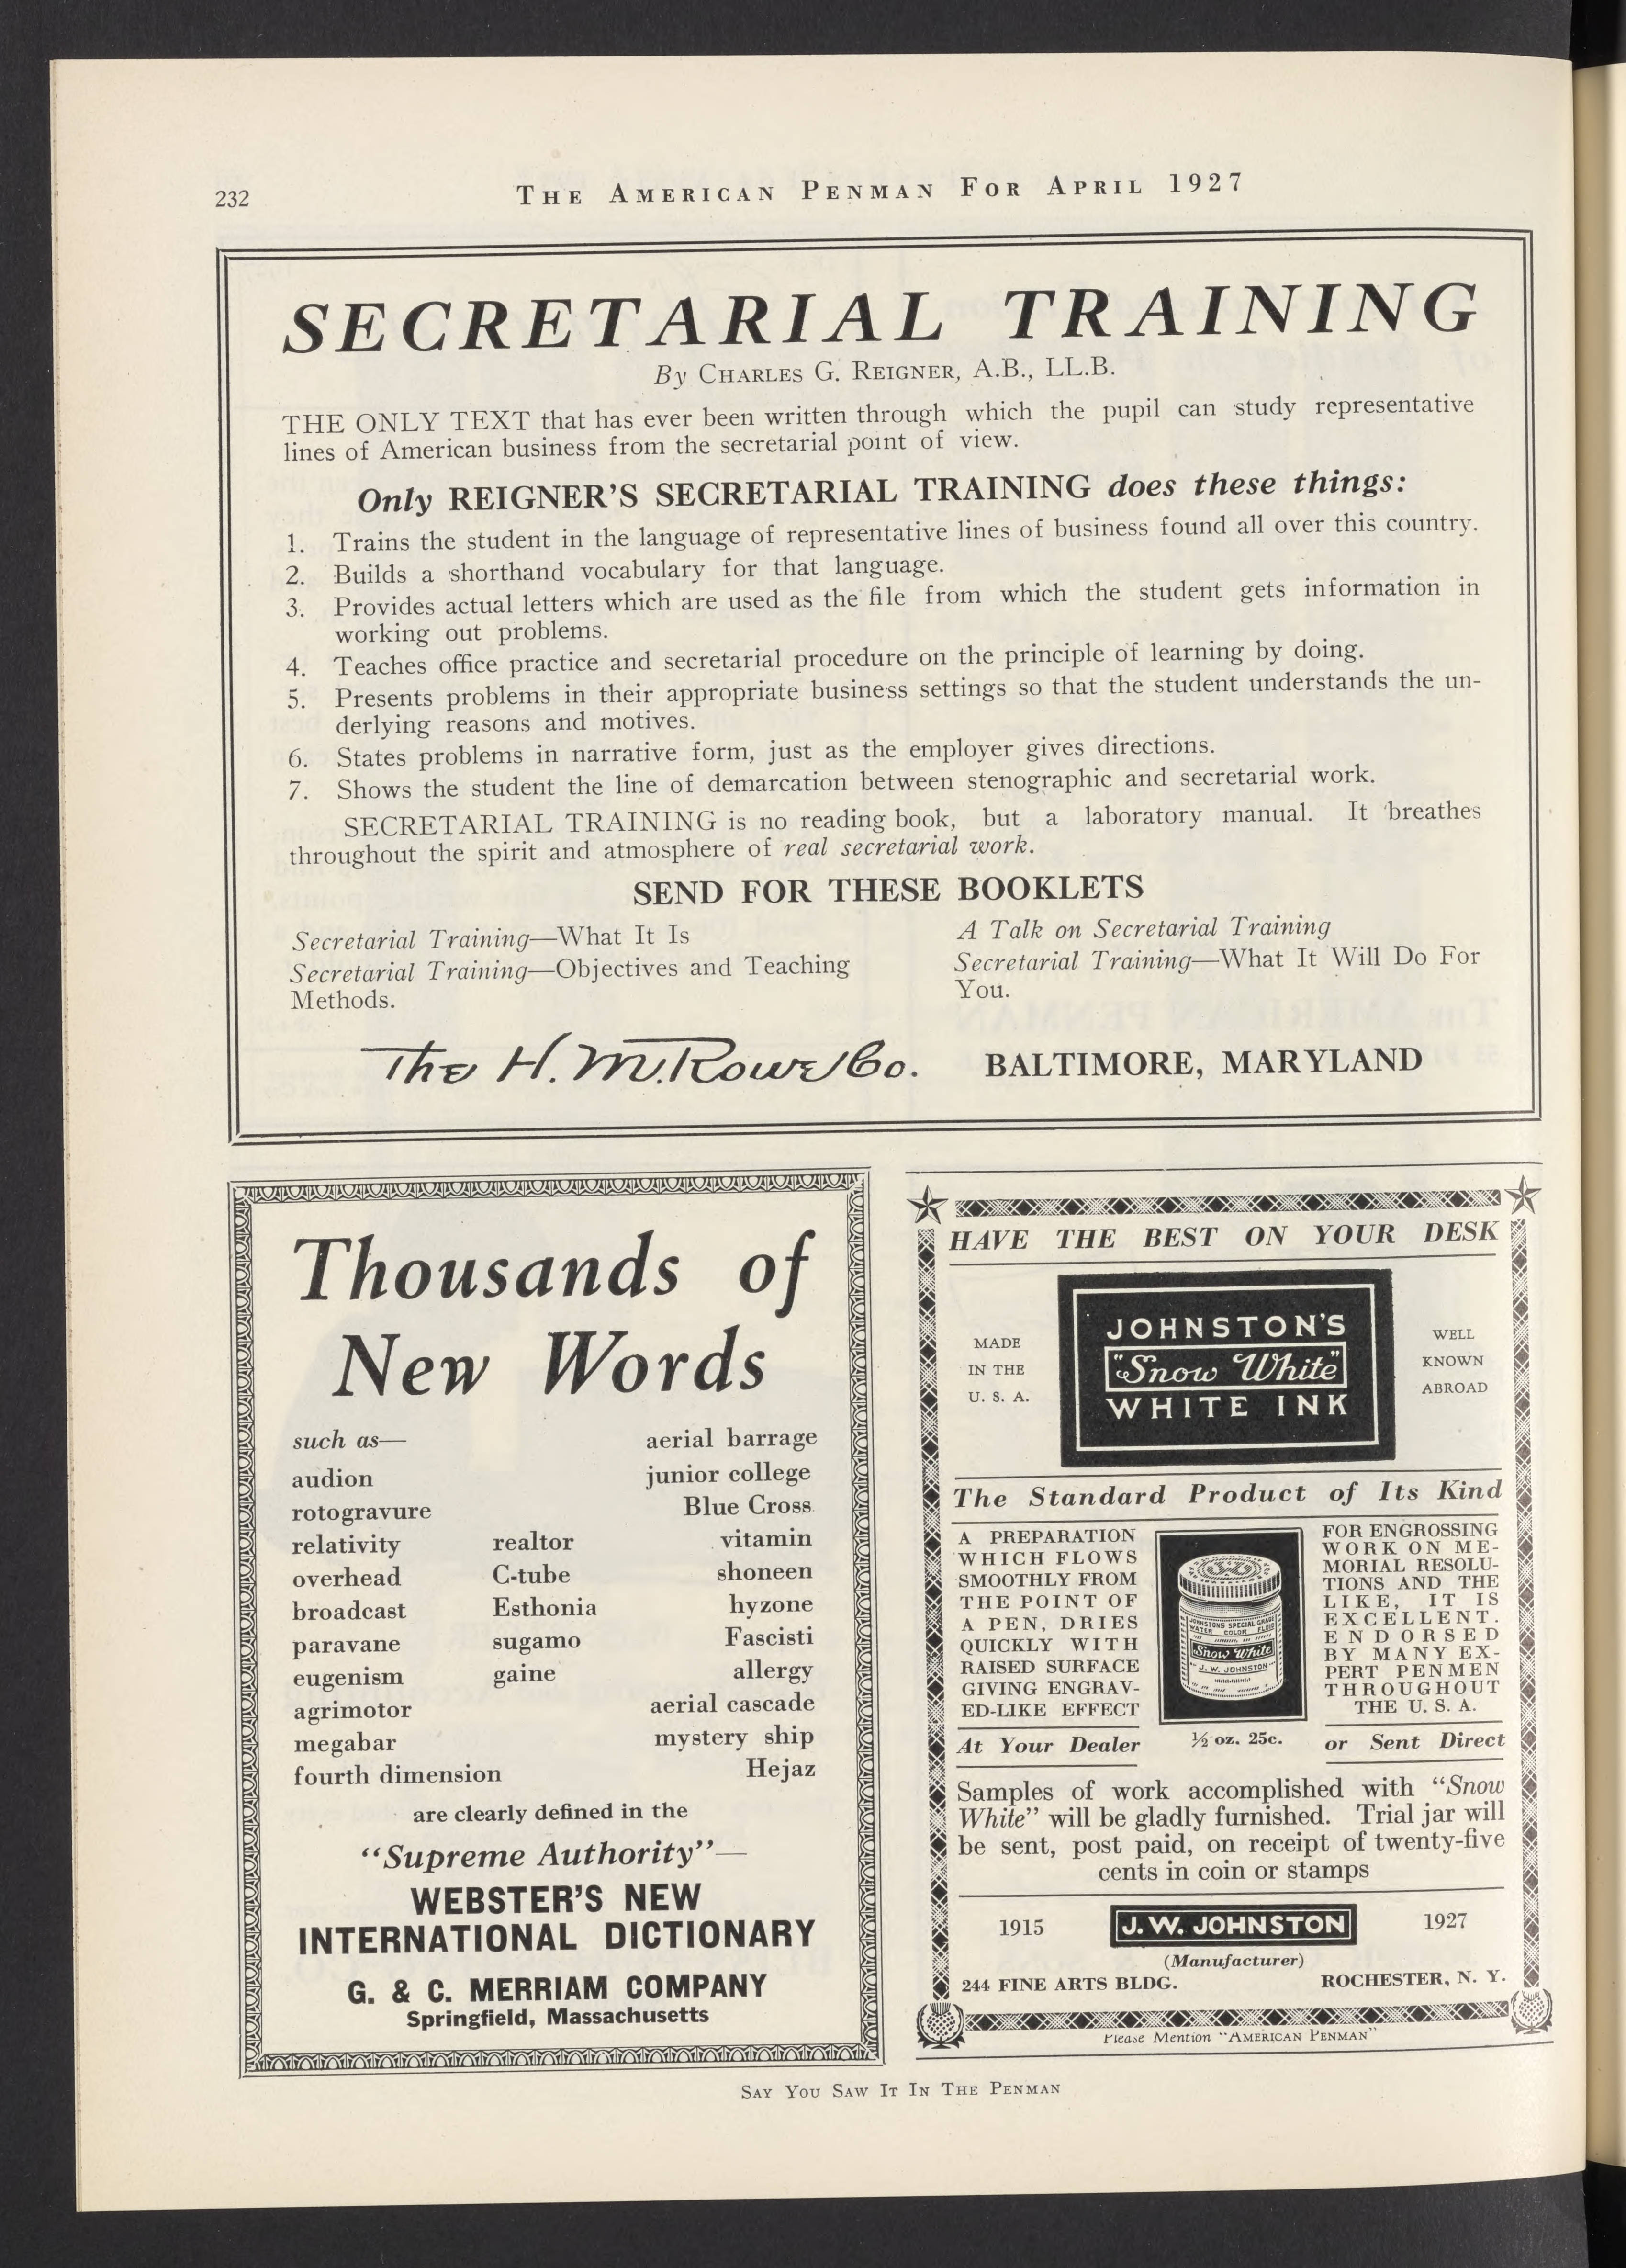 232
THE AMERICAN PENMAN FOR APRIL 1927
SECRETARIAL TRAINING
By CHARLES G. REIGNER, A.B., LL.B.
THE ONLY TEXT that has ever been written through which the pupil can study representative
lines of American business from the secretarial point of view.
Only REIGNER'S SECRETARIAL TRAINING does these things:
1. Trains the student in the language of representative lines of business found all over this country.
2. Builds a shorthand vocabulary for that language.
3. Provides actual letters which are used as the file from which the student gets information in
working out problems.
4. Teaches office practice and secretarial procedure on the principle of learning by doing.
5. Presents problems in their appropriate business settings so that the student understands the un-
derlying reasons and motives.
6. States problems in narrative form, just as the employer gives directions.
7. Shows the student the line of demarcation between stenographic and secretarial work.
SECRETARIAL TRAINING is no reading book, but a laboratory manual. It breathes
throughout the spirit and atmosphere of real secretarial work.
SEND FOR THESE BOOKLETS
Secretarial Training—What It Is
Secretarial Training—Objectives and Teaching
Methods.
A Talk on Secretarial Training
Secretarial Training—What It Will Do For
You.
The H. M. Rowe Co. BALTIMORE, MARYLAND
Thousands of
New Words
such as— aerial barrage
audion junior college
rotogravure Blue Cross
relativity realtor vitamin
overhead C-tube shoneen
broadcast Esthonia hyzone
paravane sugamo Fascisti
eugenism gaine allergy
agrimotor aerial cascade
megabar mystery ship
fourth dimension Hejaz
are clearly defined in the
"Supreme Authority"—
WEBSTER'S NEW
INTERNATIONAL DICTIONARY
G. & C. MERRIAM COMPANY
Springfield, Massachusetts
HAVE THE BEST ON YOUR DESK
MADE
IN THE
U. S. A.
JOHNSTON'S
"Snow White"
WHITE INK
WELL
KNOWN
ABROAD
The Standard Product of Its Kind
A PREPARATION
WHICH FLOWS
SMOOTHLY FROM
THE POINT OF
A PEN, DRIES
QUICKLY WITH
RAISED SURFACE
GIVING ENGRAV-
ED-LIKE EFFECT
JOHNSTONS SPECIAL GRADE
WATER COLOR FLUID
Snow White
J. W. JOHNSTON
FOR ENGROSSING
WORK ON ME-
MORIAL RESOLU-
TIONS AND THE
LIKE, IT IS
EXCELLENT.
ENDORSED
BY MANY EX-
PERT PENMEN
THROUGHOUT
THE U. S. A.
At Your Dealer ½ oz. 25c. or Sent Direct
Samples of work accomplished with "Snow
White" will be gladly furnished. Trial jar will
be sent, post paid, on receipt of twenty-five
cents in coin or stamps
1915 J. W. JOHNSTON 1927
(Manufacturer)
244 FINE ARTS BLDG. ROCHESTER, N. Y.
Please Mention "AMERICAN PENMAN"
SAY YOU SAW IT IN THE PENMAN